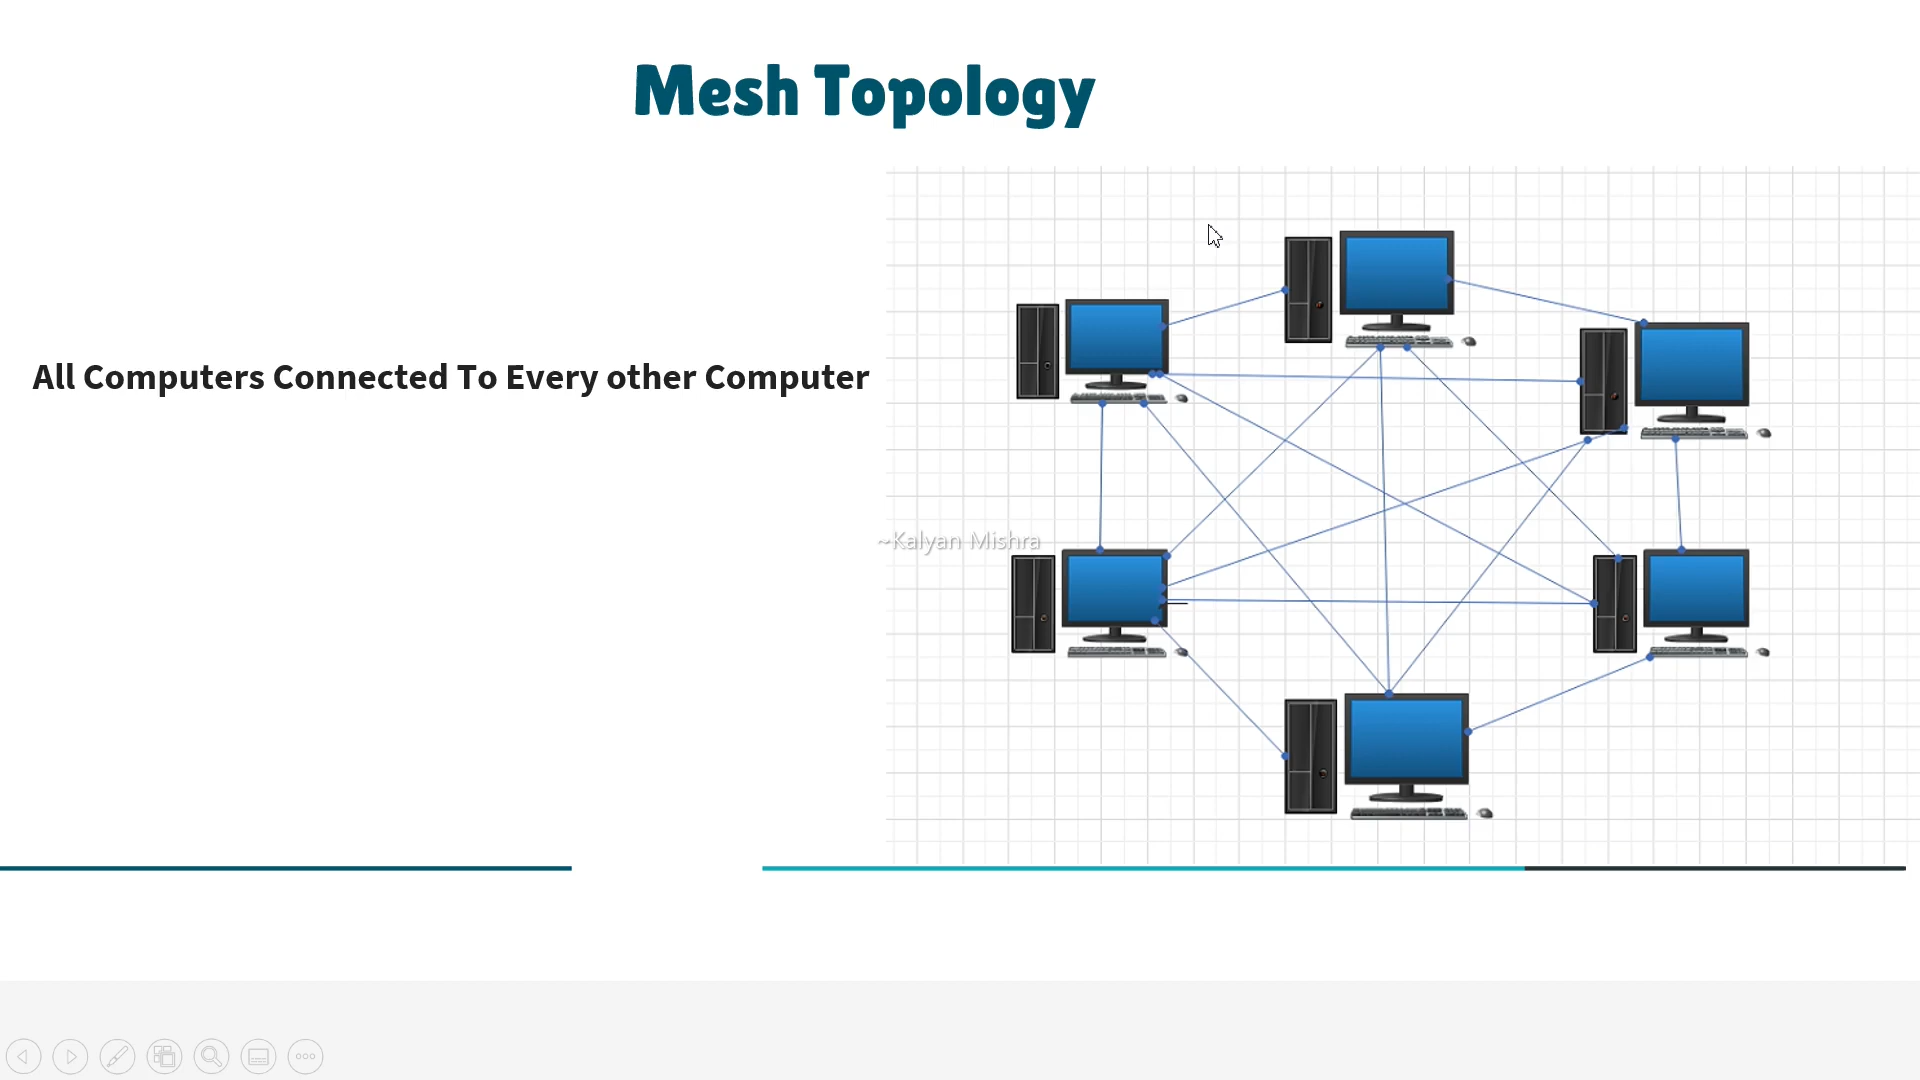 Mesh Topology
All Computers Connected To Every other Computer
~Kalyan Mishra